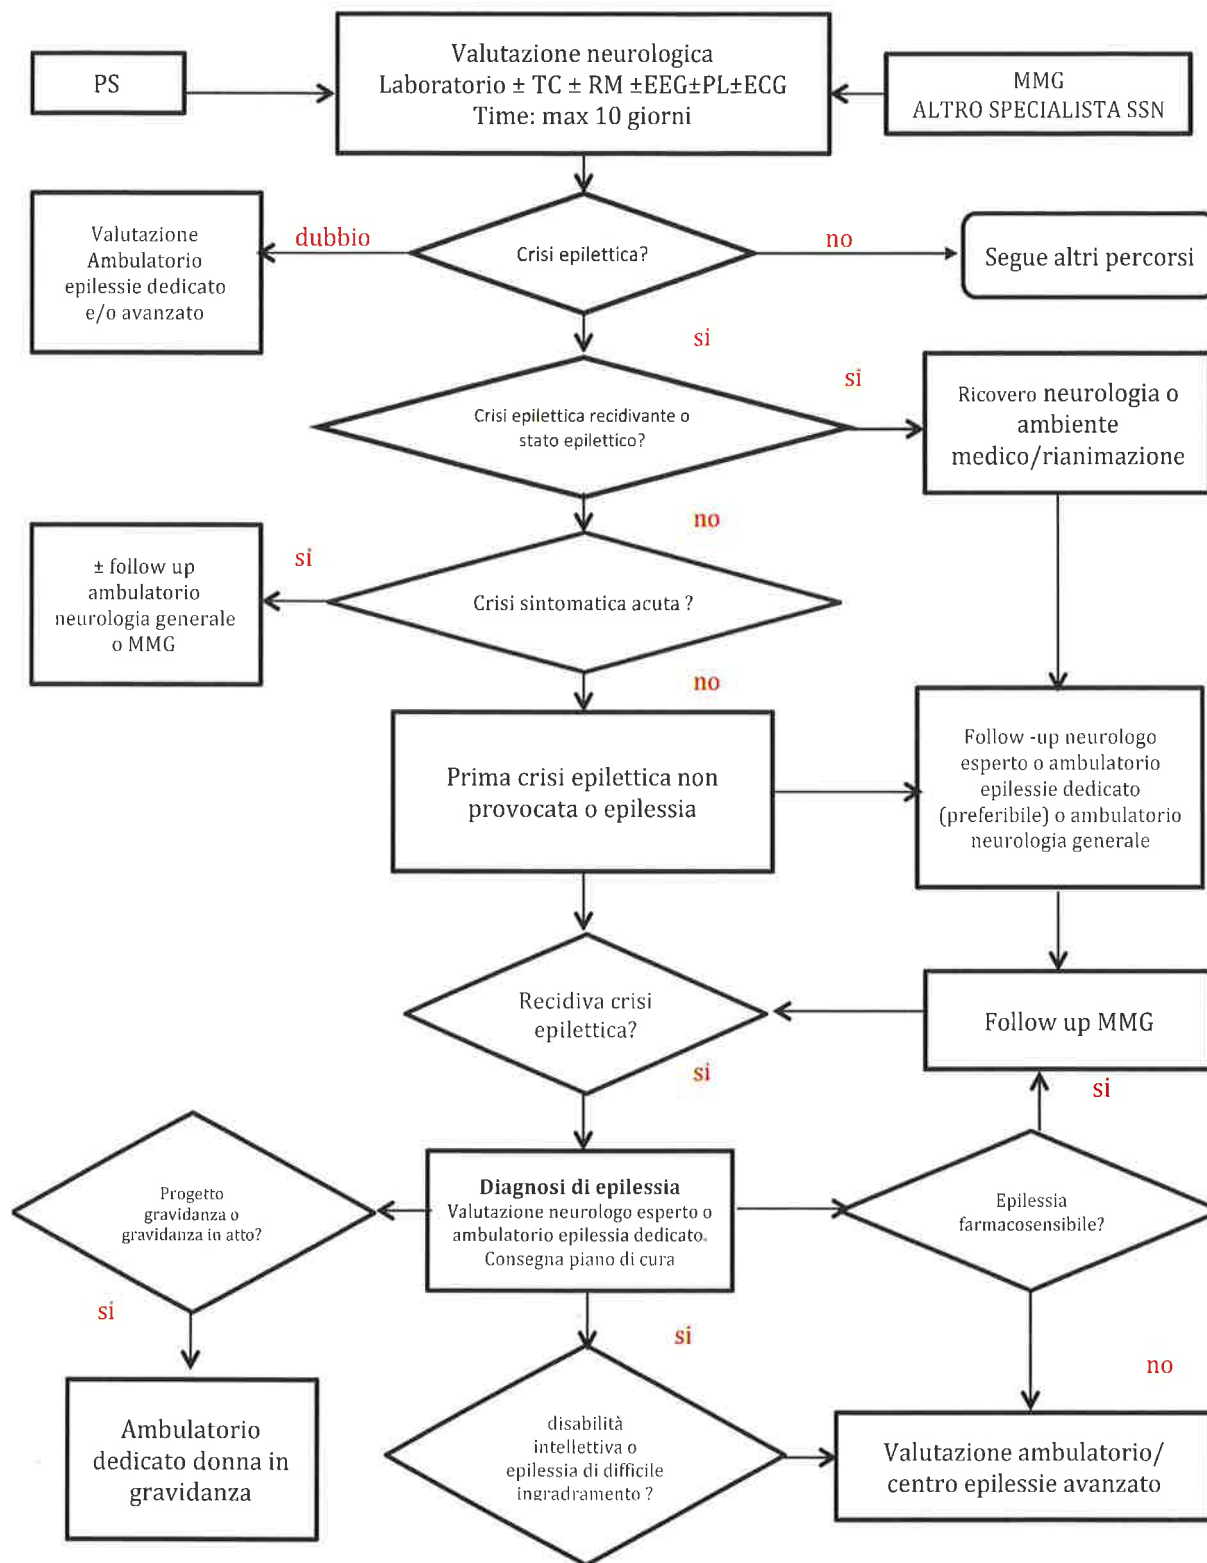 PS
Valutazione neurologica
Laboratorio ± TC ± RM ±EEG±PL±ECG
Time: max 10 giorni
MMG
ALTRO SPECIALISTA SSN
Valutazione
Ambulatorio
epilessie dedicato
e/o avanzato
dubbio
Crisi epilettica?
no
Segue altri percorsi
si
Crisi epilettica recidivante o
stato epilettico?
si
Ricovero neurologia o
ambiente
medico/rianimazione
no
± follow up
ambulatorio
neurologia generale
o MMG
si
Crisi sintomatica acuta ?
no
Prima crisi epilettica non
provocata o epilessia
Follow -up neurologo
esperto o ambulatorio
epilessie dedicato
(preferibile) o ambulatorio
neurologia generale
Recidiva crisi
epilettica?
Follow up MMG
si
si
Progetto
gravidanza o
gravidanza in atto?
Diagnosi di epilessia
Valutazione neurologo esperto o
ambulatorio epilessia dedicato.
Consegna piano di cura
Epilessia
farmacosensibile?
si
si
no
Ambulatorio
dedicato donna in
gravidanza
disabilità
intellettiva o
epilessia di difficile
ingradramento ?
Valutazione ambulatorio/
centro epilessie avanzato